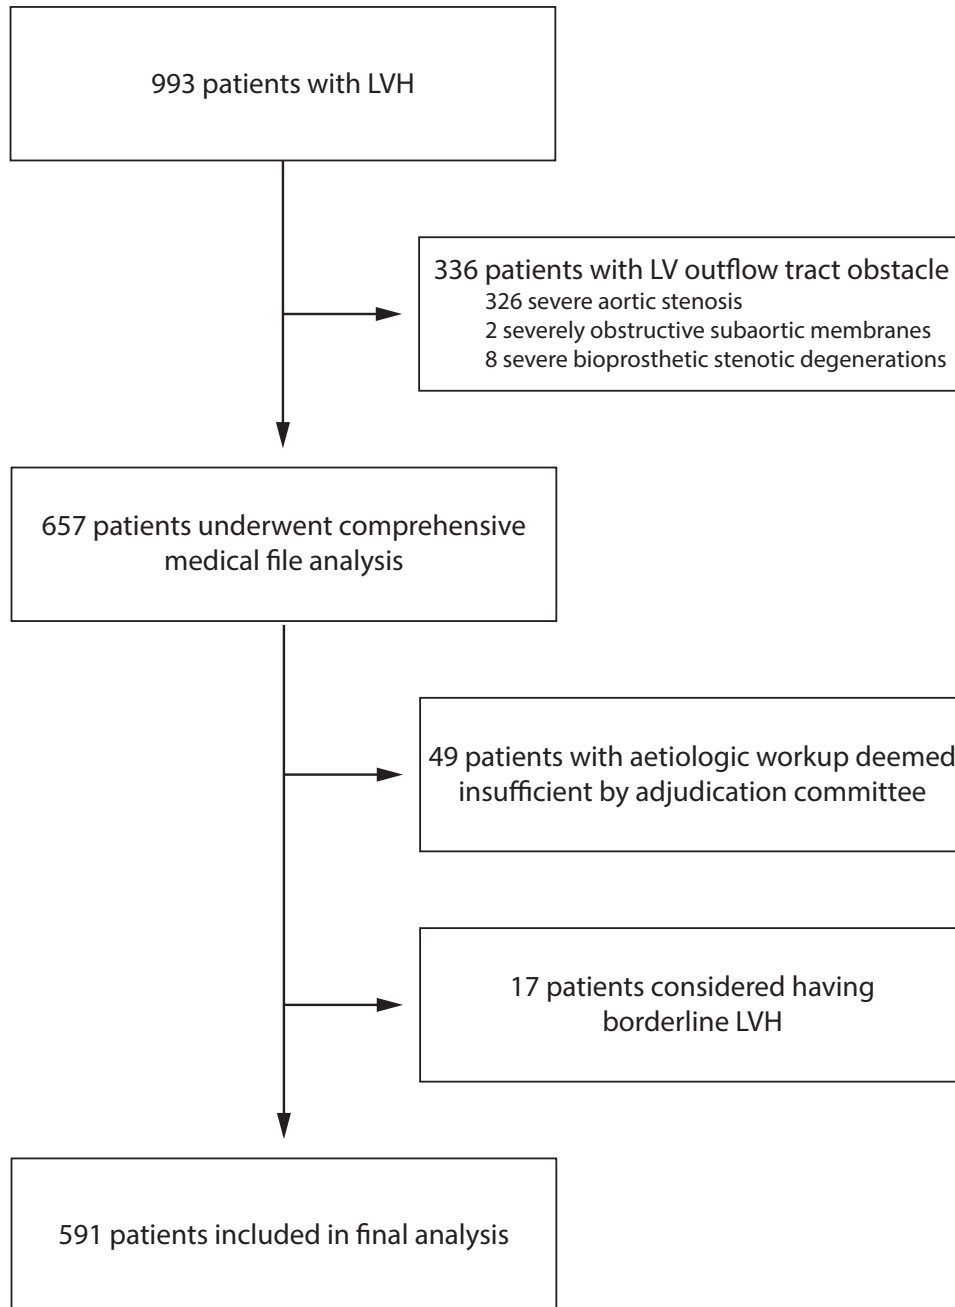 993 patients with LVH
336 patients with LV outflow tract obstacle
326 severe aortic stenosis
2 severely obstructive subaortic membranes
8 severe bioprosthetic stenotic degenerations
657 patients underwent comprehensive
medical file analysis
49 patients with aetiologic workup deemed
insufficient by adjudication committee
17 patients considered having
borderline LVH
591 patients included in final analysis